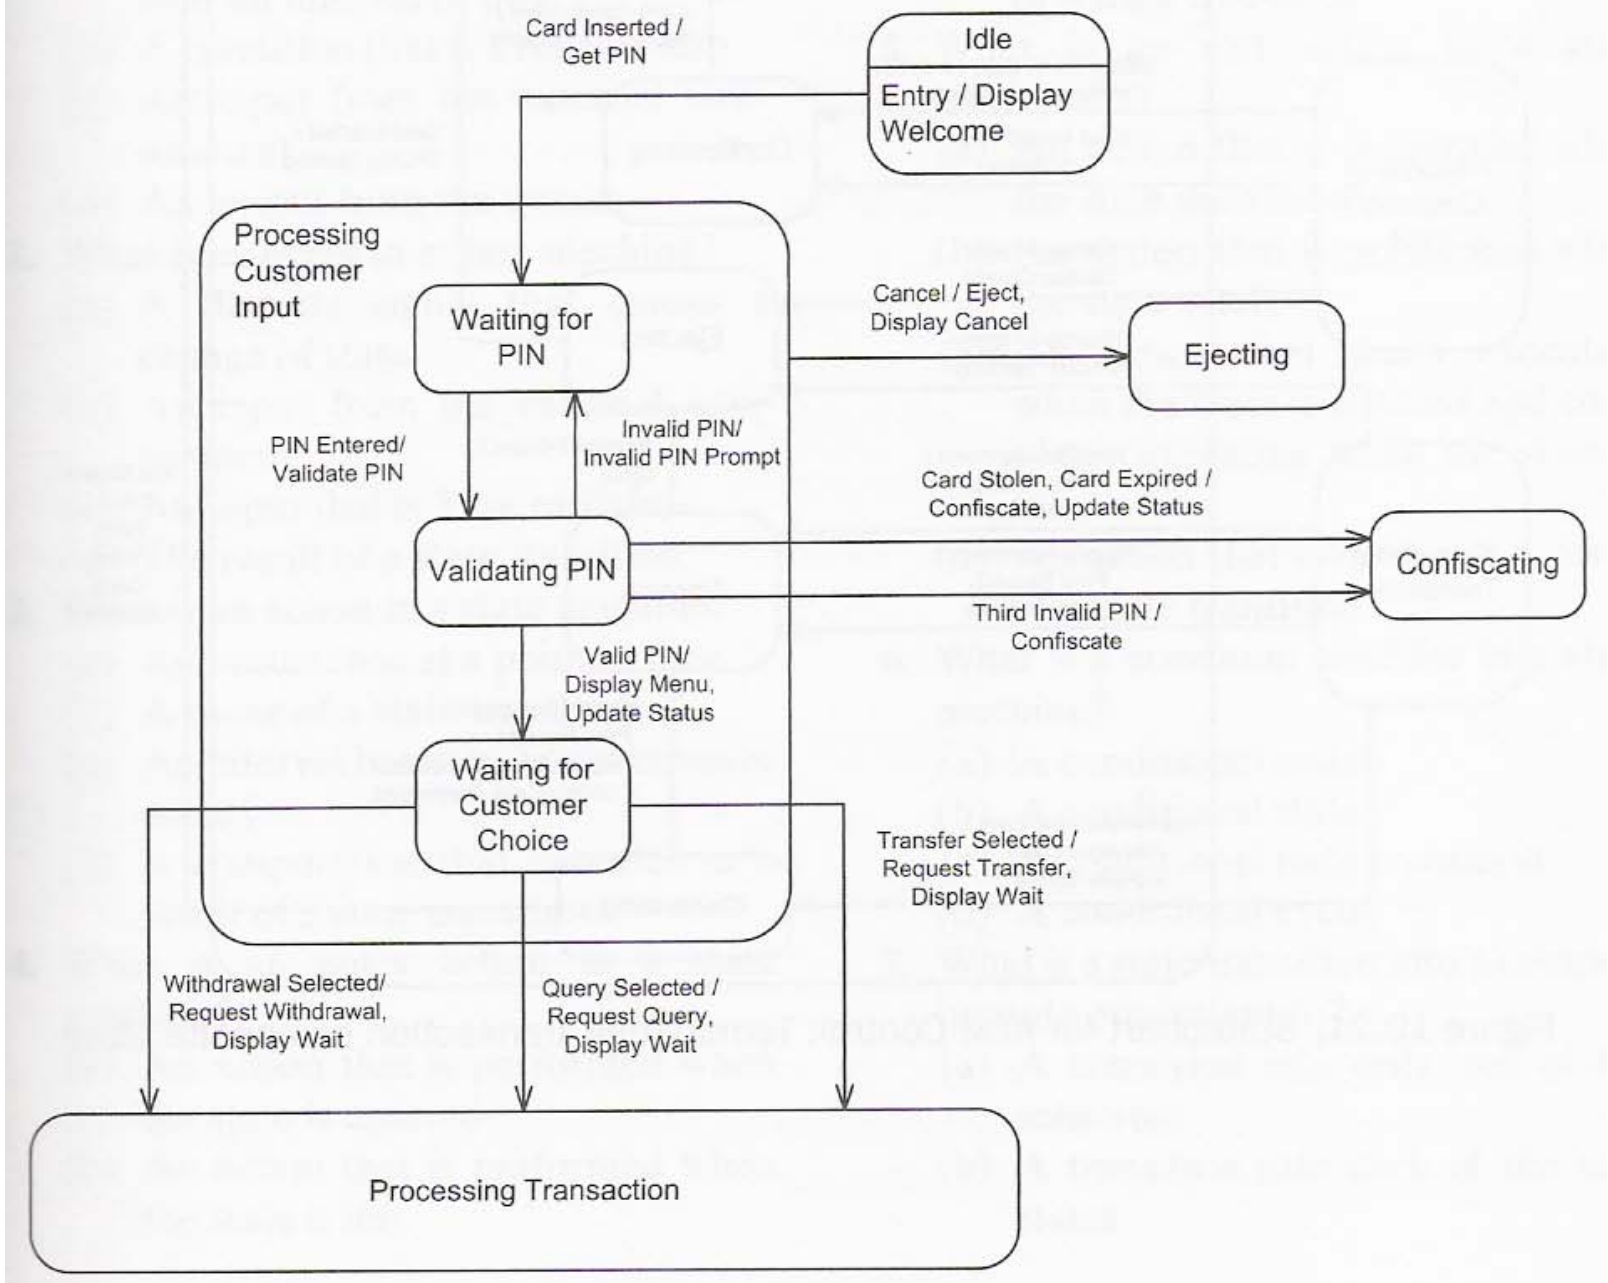 Card Inserted /
Get PIN
Idle
Entry / Display
Welcome
Processing
Customer
Input
Waiting for
PIN
Cancel / Eject,
Display Cancel
Ejecting
PIN Entered/
Validate PIN
Invalid PIN/
Invalid PIN Prompt
Card Stolen, Card Expired /
Confiscate, Update Status
Validating PIN
Confiscating
Third Invalid PIN /
Confiscate
Valid PIN/
Display Menu,
Update Status
Waiting for
Customer
Choice
Transfer Selected /
Request Transfer,
Display Wait
Withdrawal Selected/
Request Withdrawal,
Display Wait
Query Selected /
Request Query,
Display Wait
Processing Transaction